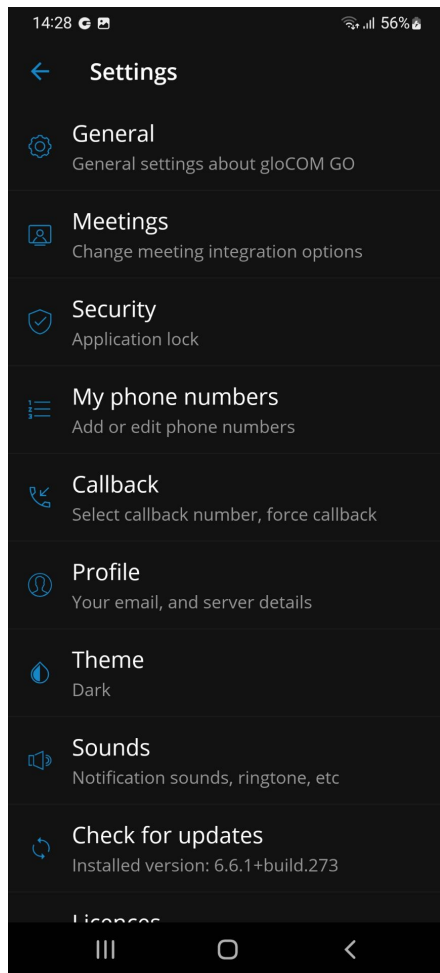 14:28 56%
Settings
General
General settings about gloCOM GO
Meetings
Change meeting integration options
Security
Application lock
My phone numbers
Add or edit phone numbers
Callback
Select callback number, force callback
Profile
Your email, and server details
Theme
Dark
Sounds
Notification sounds, ringtone, etc
Check for updates
Installed version: 6.6.1+build.273
Licences